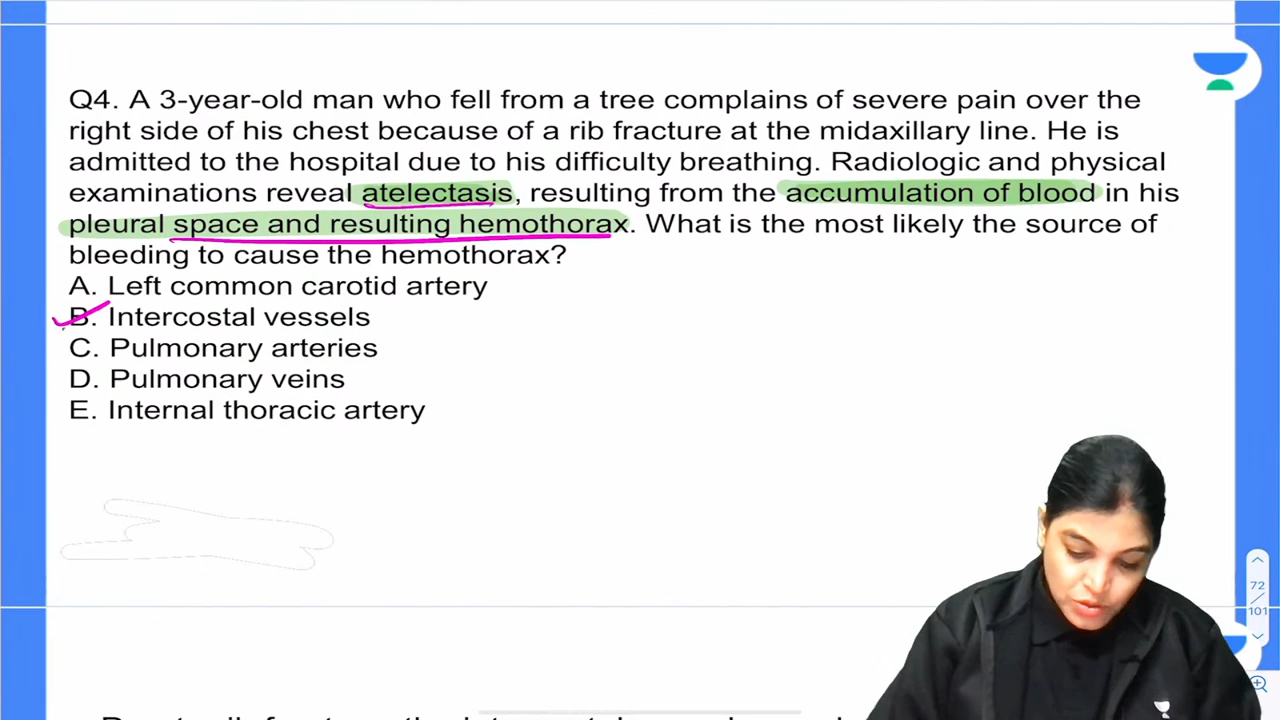 Q4. A 3-year-old man who fell from a tree complains of severe pain over the
right side of his chest because of a rib fracture at the midaxillary line. He is
admitted to the hospital due to his difficulty breathing. Radiologic and physical
examinations reveal atelectasis, resulting from the accumulation of blood in his
pleural space and resulting hemothorax. What is the most likely the source of
bleeding to cause the hemothorax?
A. Left common carotid artery
B. Intercostal vessels
C. Pulmonary arteries
D. Pulmonary veins
E. Internal thoracic artery
72
101